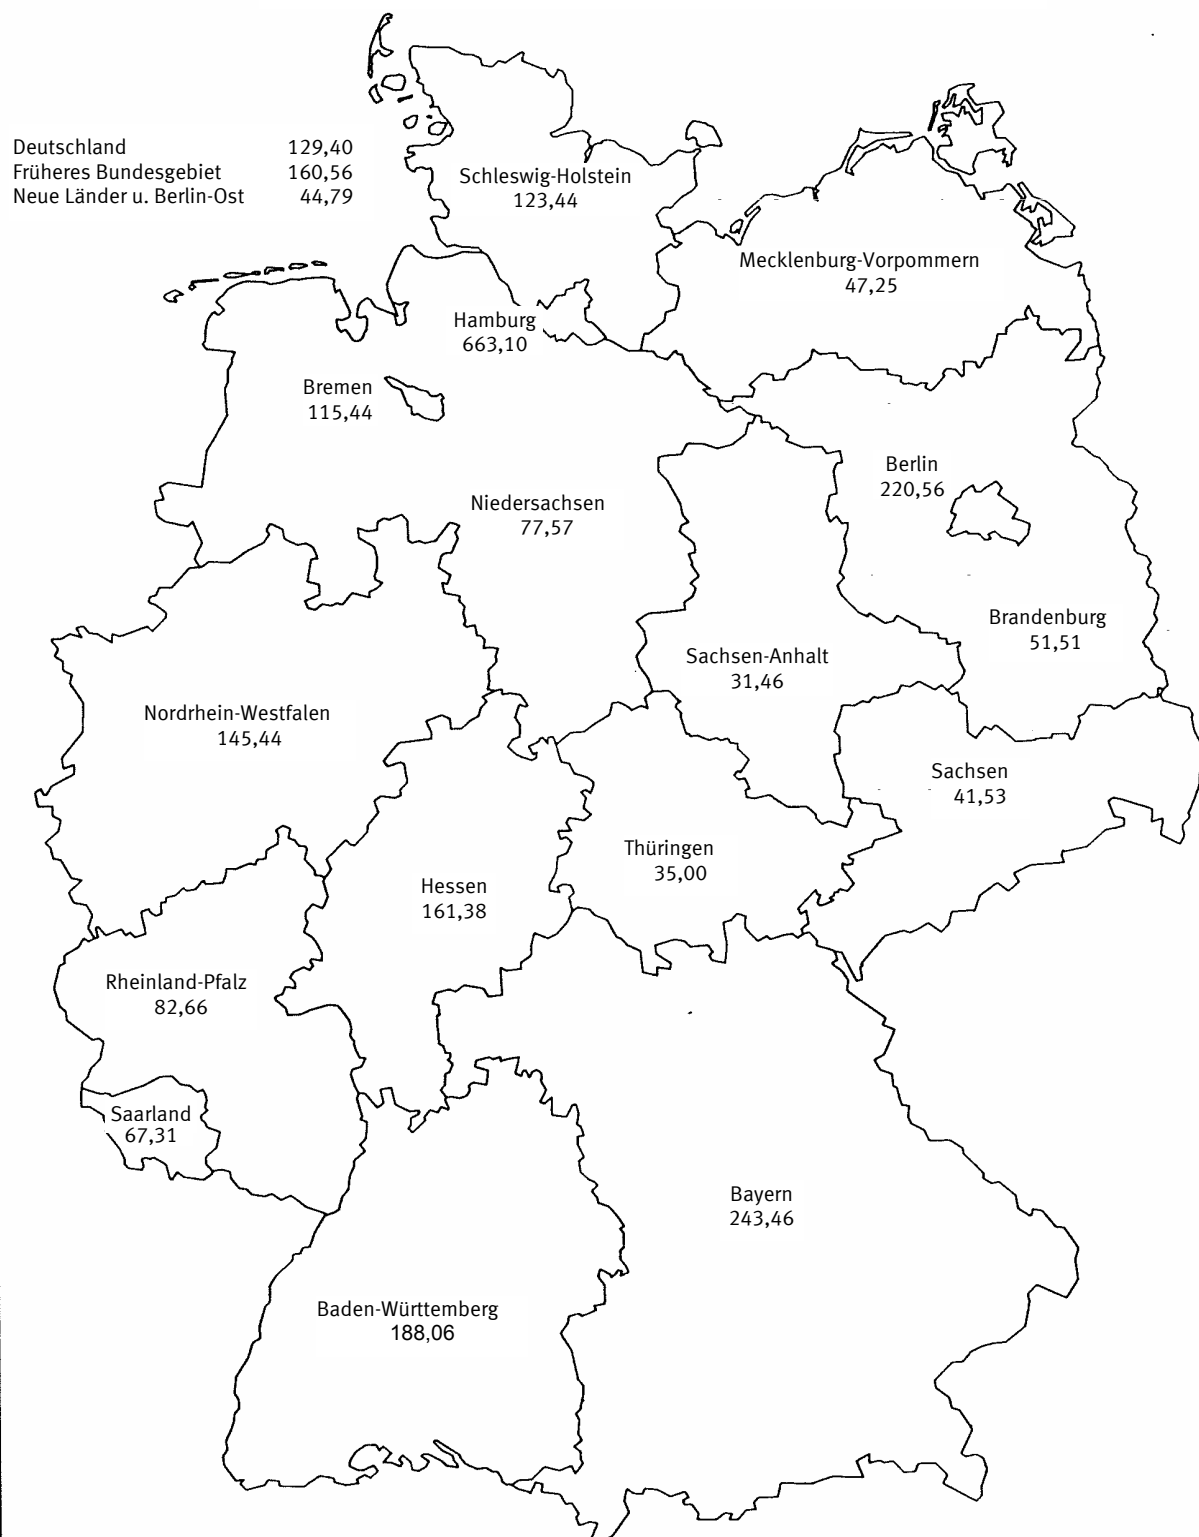 Deutschland 129,40
Früheres Bundesgebiet 160,56
Neue Länder u. Berlin-Ost 44,79
Schleswig-Holstein
123,44
Mecklenburg-Vorpommern
47,25
Hamburg
663,10
Bremen
115,44
Berlin
220,56
Niedersachsen
77,57
Brandenburg
51,51
Sachsen-Anhalt
31,46
Nordrhein-Westfalen
145,44
Sachsen
41,53
Thüringen
35,00
Hessen
161,38
Rheinland-Pfalz
82,66
Saarland
67,31
Bayern
243,46
Baden-Württemberg
188,06